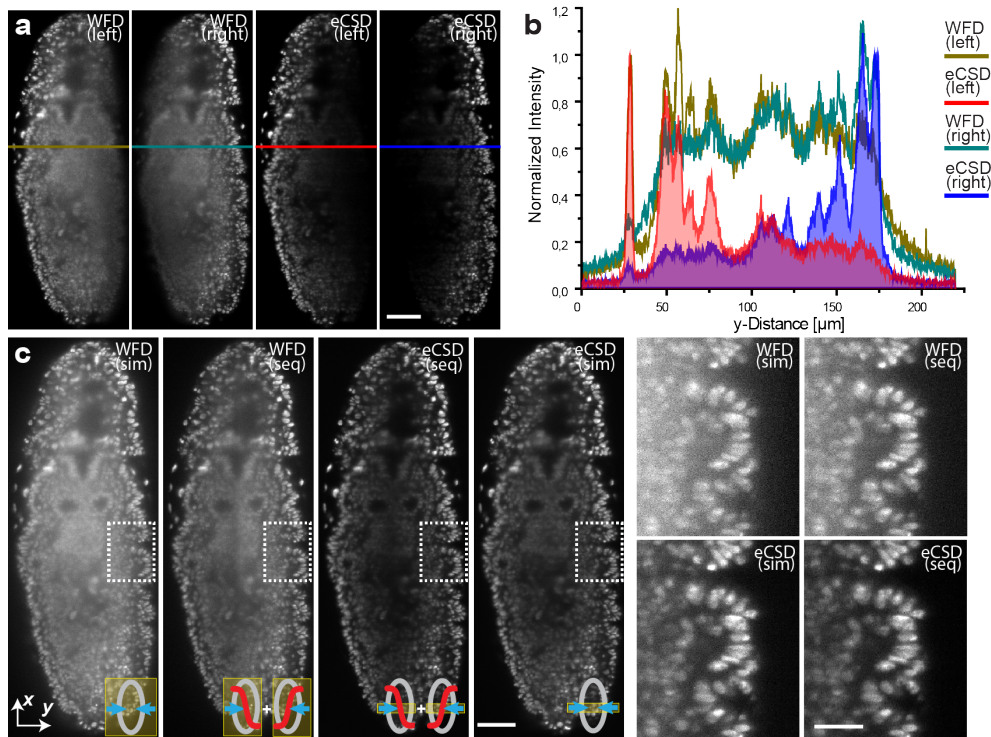 a
WFD
(left)
WFD
(right)
eCSD
(left)
eCSD
(right)
b
1,2
1,0
0,8
0,6
0,4
0,2
0,0
Normalized Intensity
0
50
100
150
200
y-Distance [µm]
WFD
(left)
eCSD
(left)
WFD
(right)
eCSD
(right)
c
WFD
(sim)
WFD
(seq)
eCSD
(seq)
eCSD
(sim)
x
y
+
+
WFD
(sim)
WFD
(seq)
eCSD
(sim)
eCSD
(seq)